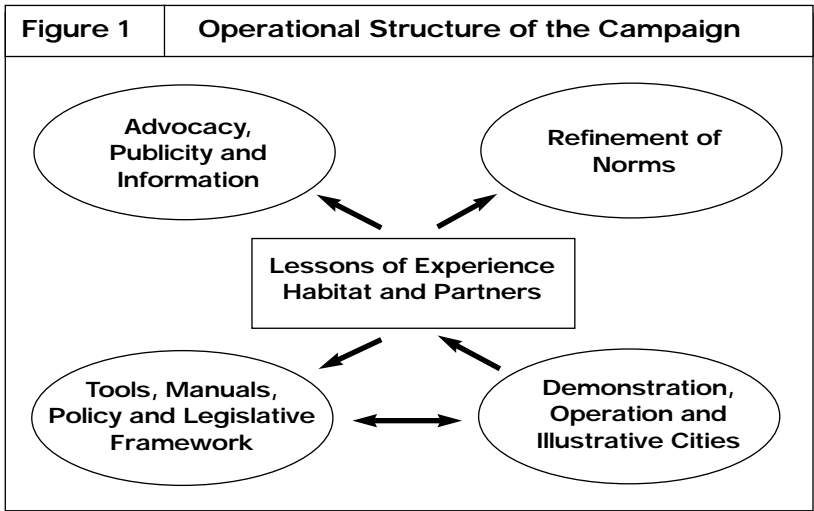 Figure 1
Operational Structure of the Campaign
Advocacy,
Publicity and
Information
Refinement of
Norms
Lessons of Experience
Habitat and Partners
Tools, Manuals,
Policy and Legislative
Framework
Demonstration,
Operation and
Illustrative Cities